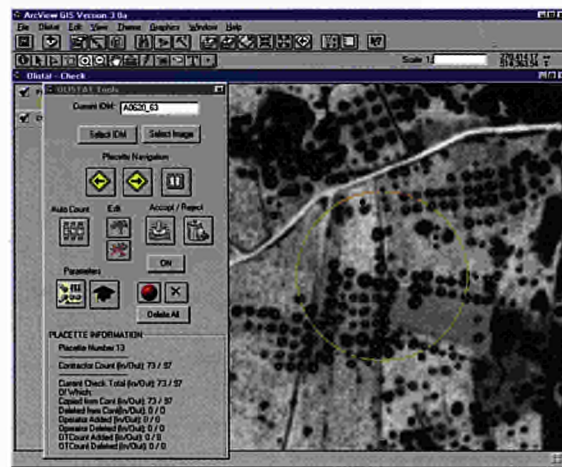 ArcView GIS Version 3.0a
File Olistat Edit View Theme Graphics Window Help
Scale 1:
Olistat - Check
OLISTAT Tools
Current IDM: A0620_63
Select IDM Select Image
Placette Navigation
Auto Count Edit Accept / Reject
ON
Parameters
Delete All
PLACETTE INFORMATION
Placette Number 13
Contractor Count (In/Out): 73 / 97
Current Check Total (In/Out): 73 / 97
Of Which:
Copied from Cont(In/Out): 73 / 97
Deleted from Cont(In/Out): 0 / 0
Operator Added (In/Out): 0 / 0
Operator Deleted (In/Out): 0 / 0
OTCount Added (In/Out): 0 / 0
OTCount Deleted (In/Out): 0 / 0